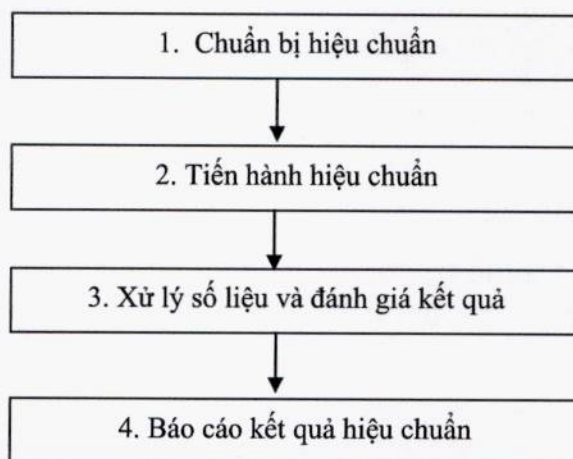 1. Chuẩn bị hiệu chuẩn
2. Tiến hành hiệu chuẩn
3. Xử lý số liệu và đánh giá kết quả
4. Báo cáo kết quả hiệu chuẩn